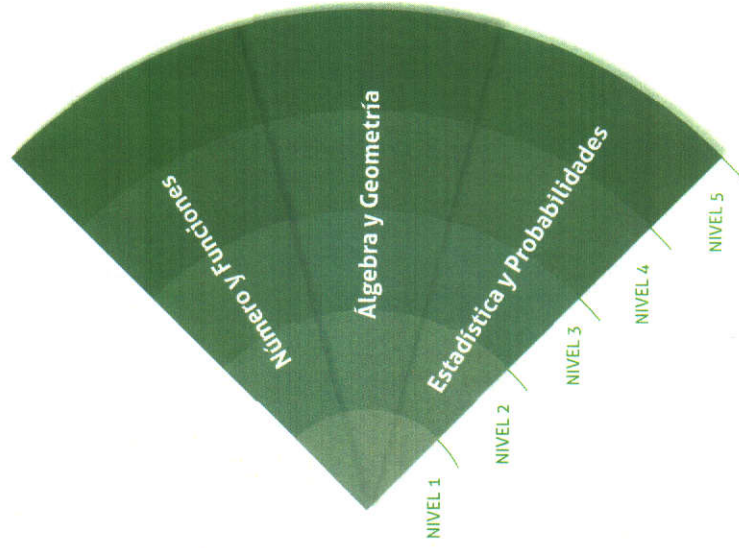 Número y Funciones
Álgebra y Geometría
Estadística y Probabilidades
NIVEL 1
NIVEL 2
NIVEL 3
NIVEL 4
NIVEL 5